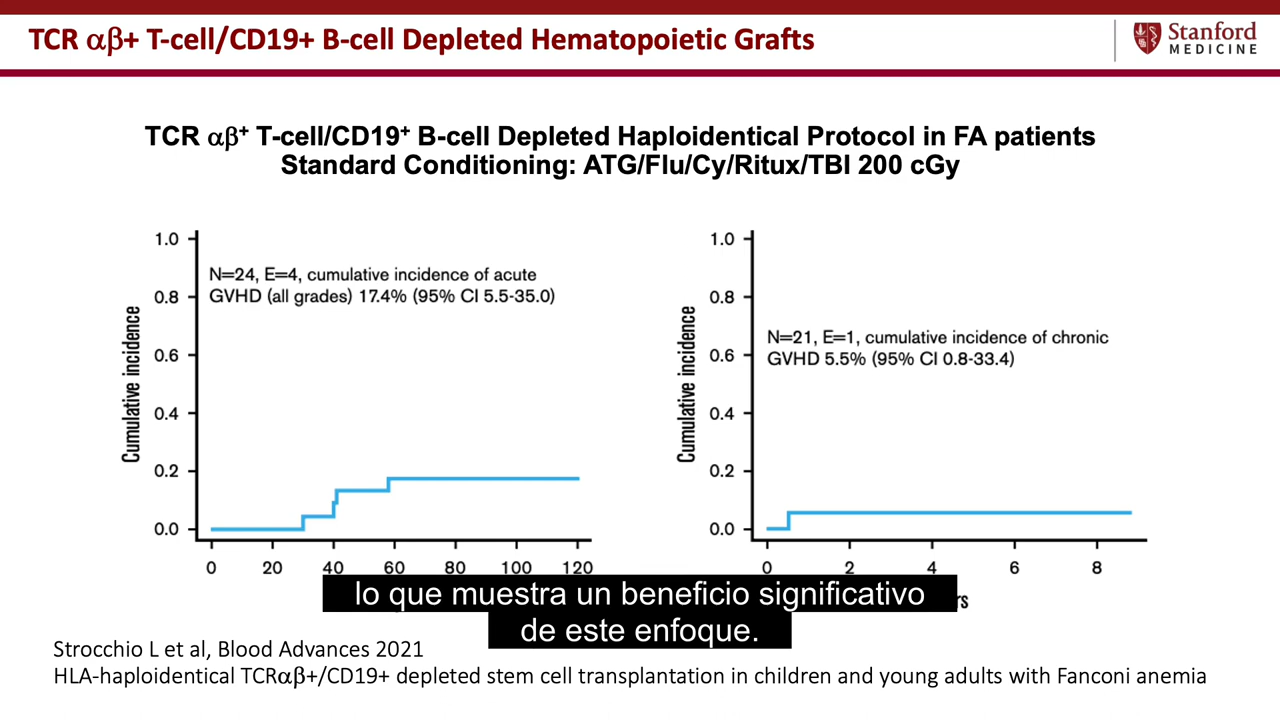 TCR αβ+ T-cell/CD19+ B-cell Depleted Hematopoietic Grafts
Stanford
MEDICINE
TCR αβ+ T-cell/CD19+ B-cell Depleted Haploidentical Protocol in FA patients
Standard Conditioning: ATG/Flu/Cy/Ritux/TBI 200 cGy
Cumulative incidence
1.0
0.8
0.6
0.4
0.2
0.0
N=24, E=4, cumulative incidence of acute
GVHD (all grades) 17.4% (95% CI 5.5-35.0)
0 20 40 60 80 100 120
Cumulative incidence
1.0
0.8
0.6
0.4
0.2
0.0
N=21, E=1, cumulative incidence of chronic
GVHD 5.5% (95% CI 0.8-33.4)
0 2 4 6 8
lo que muestra un beneficio significativo
de este enfoque.
Strocchio L et al, Blood Advances 2021
HLA-haploidentical TCRαβ+/CD19+ depleted stem cell transplantation in children and young adults with Fanconi anemia